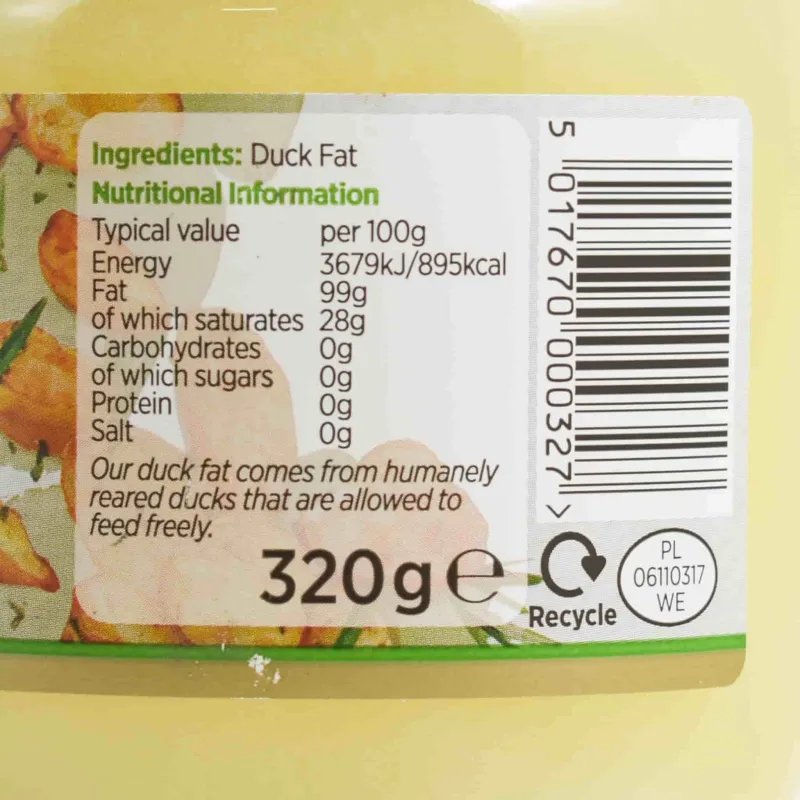 Ingredients: Duck Fat
Nutritional Information
Typical value per 100g
Energy 3679kJ/895kcal
Fat 99g
of which saturates 28g
Carbohydrates 0g
of which sugars 0g
Protein 0g
Salt 0g
Our duck fat comes from humanely
reared ducks that are allowed to
feed freely.
320g℮
5 017670 000327 >
Recycle
PL
06110317
WE